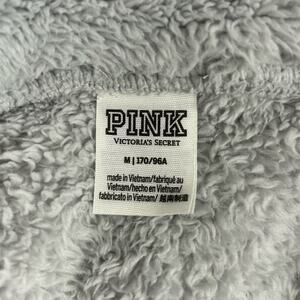 PINK
VICTORIA'S SECRET
M | 170/96A
made in Vietnam/fabriqué au
Vietnam/hecho en Vietnam/
fabbricato in Vietnam/ 越南制造